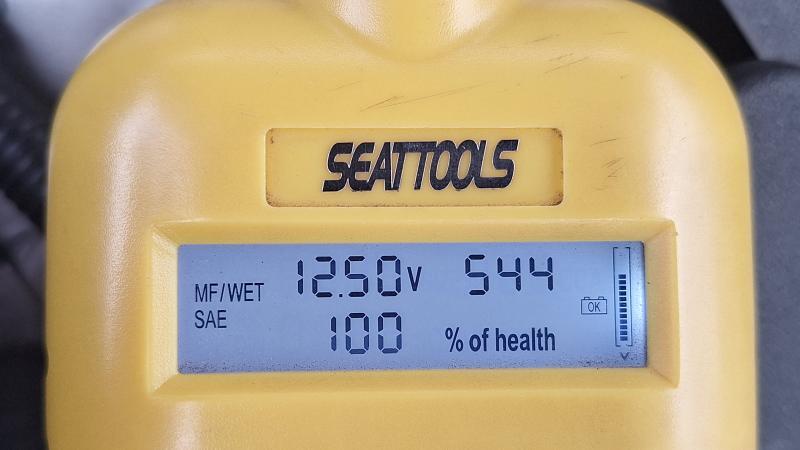 SEATTOOLS
MF/WET 12.50V 544
SAE 100 % of health
OK